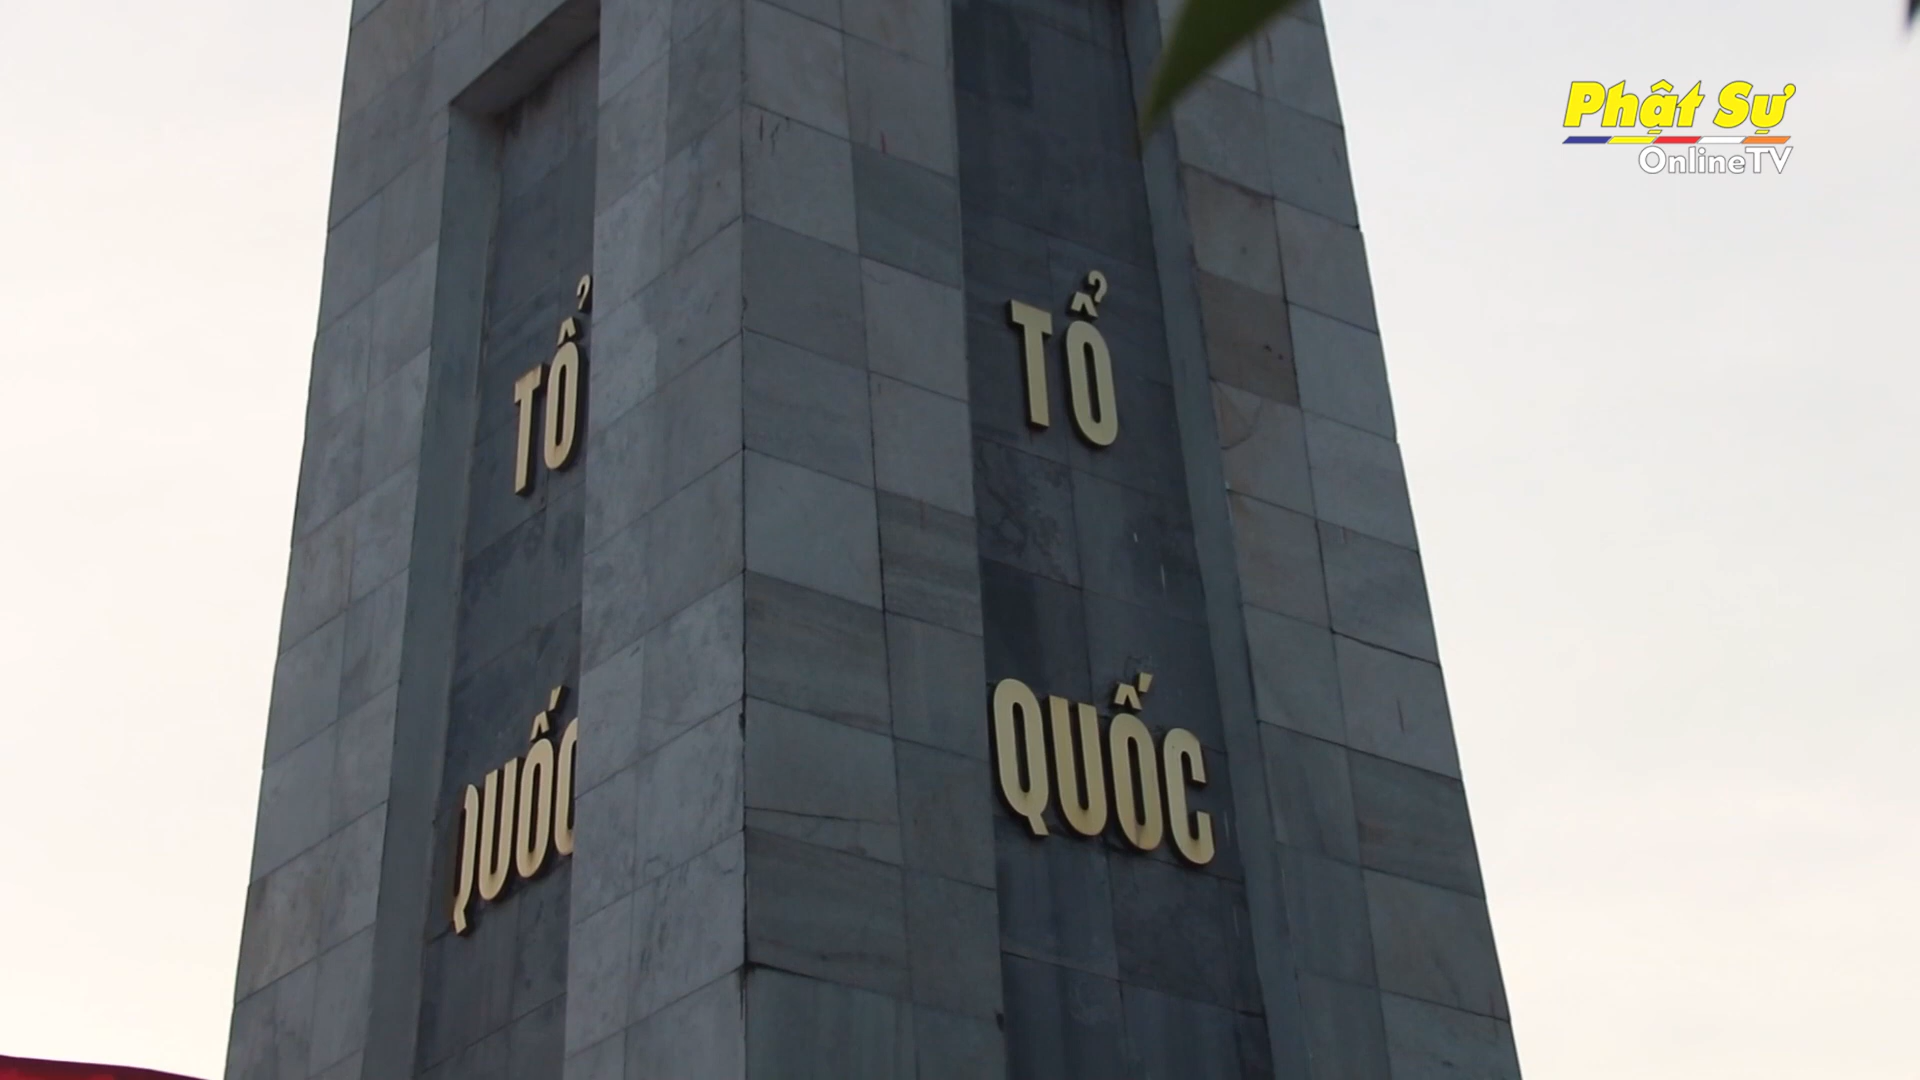 TỔ
QUỐC
TỔ
QUỐC
Phật Sự
OnlineTV